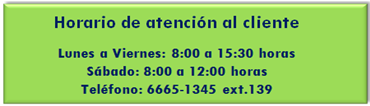 Horario de atención al cliente
Lunes a Viernes: 8:00 a 15:30 horas
Sábado: 8:00 a 12:00 horas
Teléfono: 6665-1345 ext.139